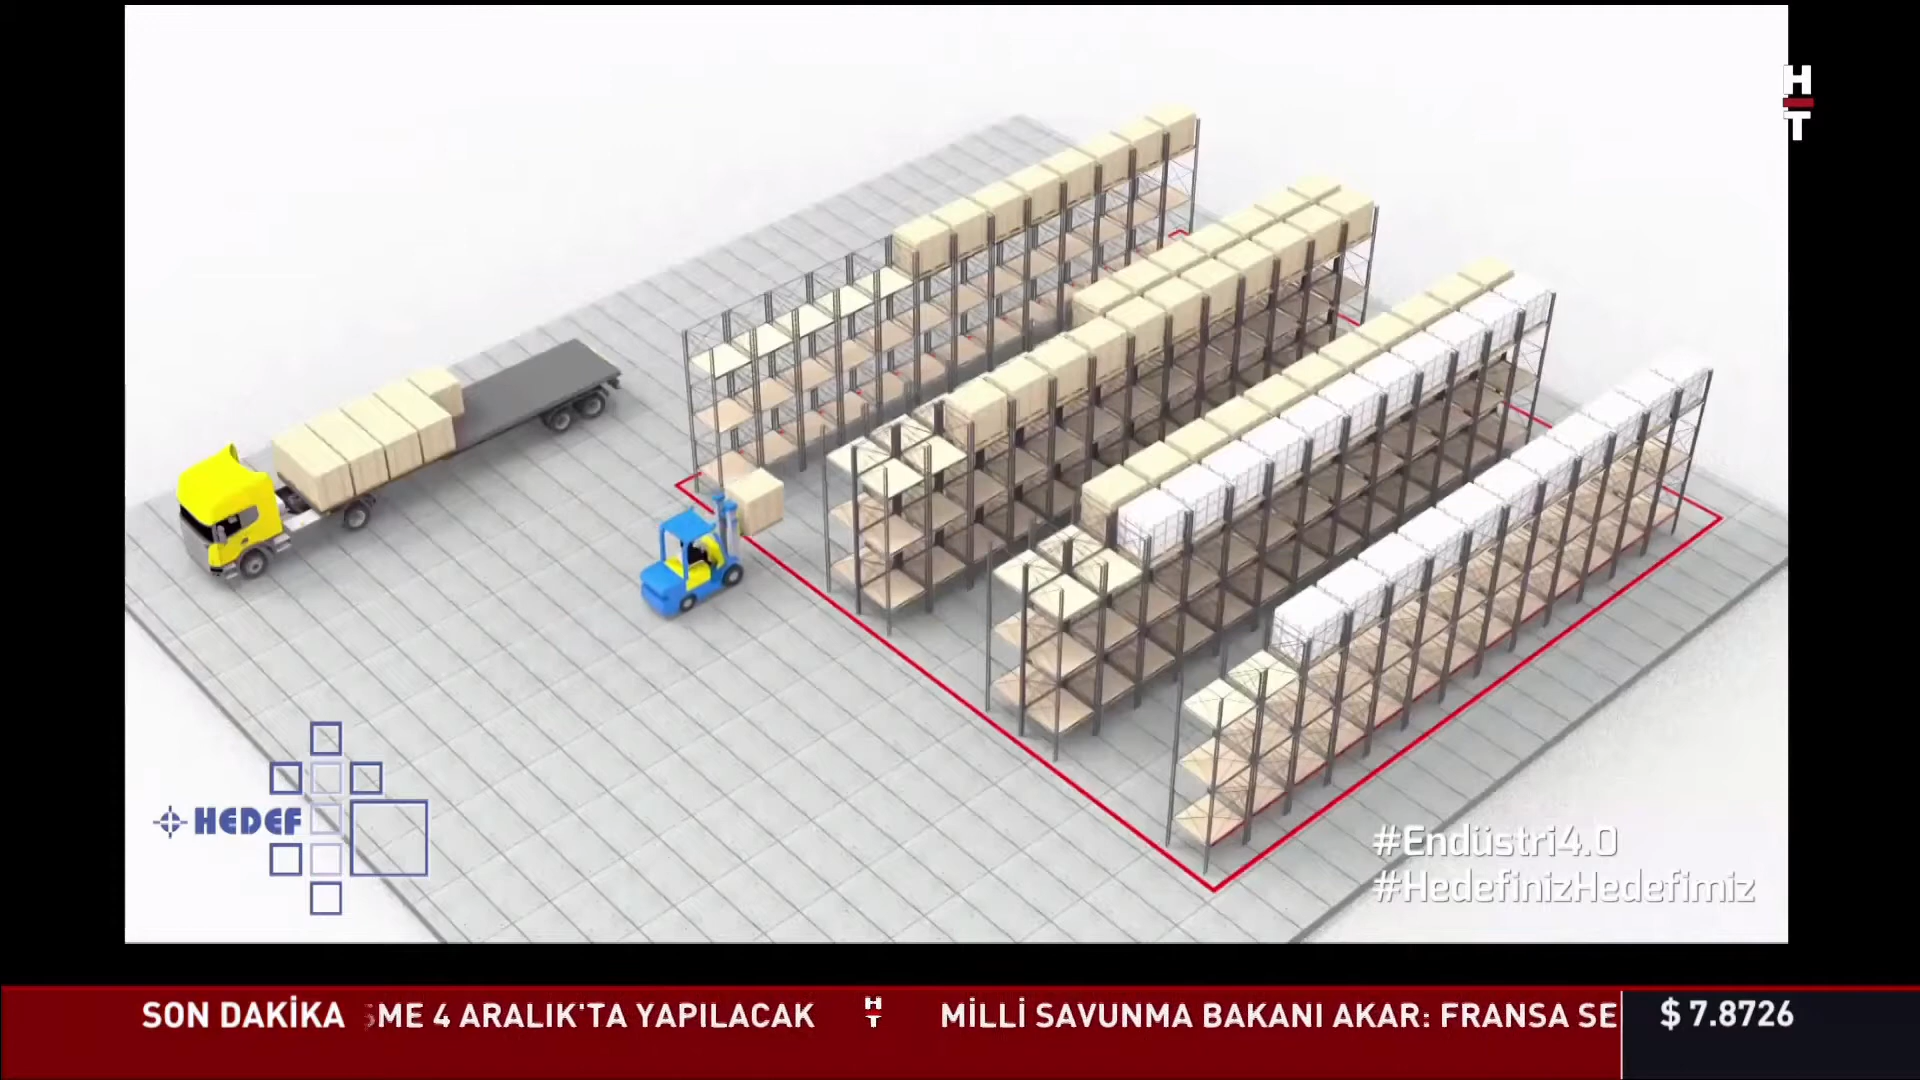 H
T
HEDEF
#Endüstri4.0
#HedefinizHedefimiz
SON DAKİKA
ME 4 ARALIK'TA YAPILACAK
H
T
MİLLİ SAVUNMA BAKANI AKAR: FRANSA SE
$ 7.8726